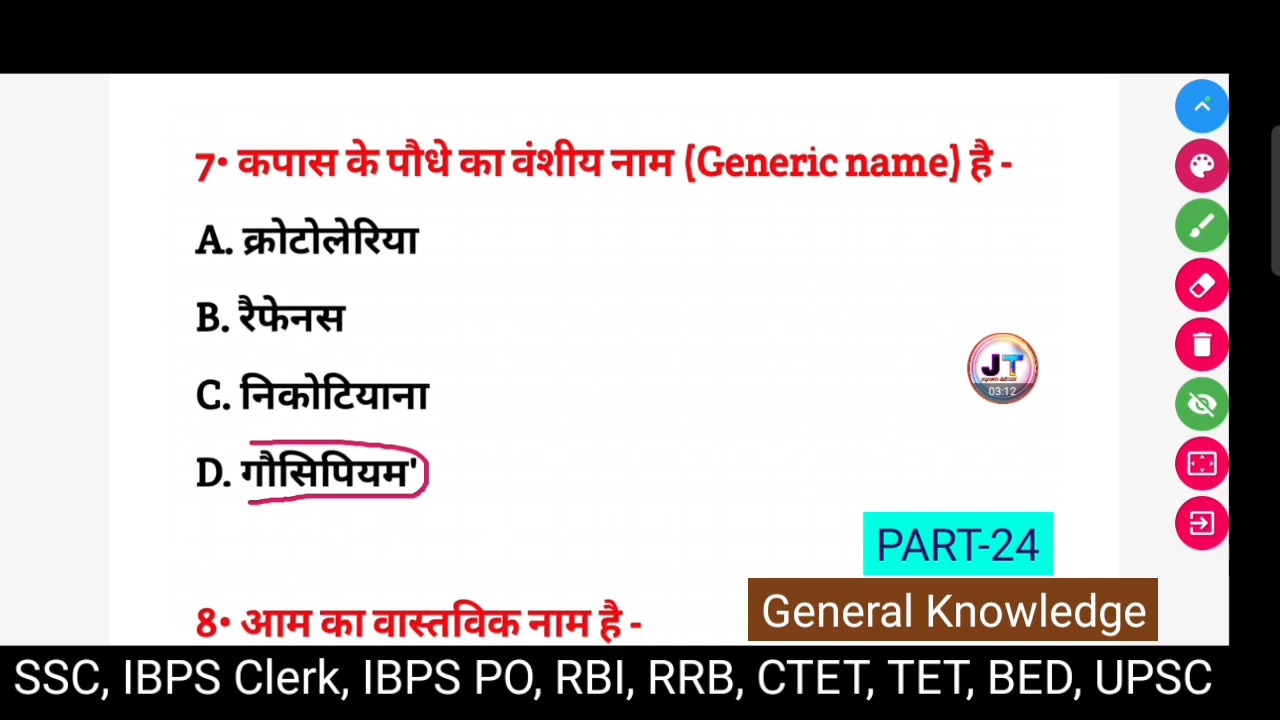 7• कपास के पौधे का वंशीय नाम (Generic name) है -
A. क्रोटोलेरिया
B. रैफेनस
C. निकोटियाना
D. गौसिपियम'
JT
03:12
PART-24
General Knowledge
8• आम का वास्तविक नाम है -
SSC, IBPS Clerk, IBPS PO, RBI, RRB, CTET, TET, BED, UPSC